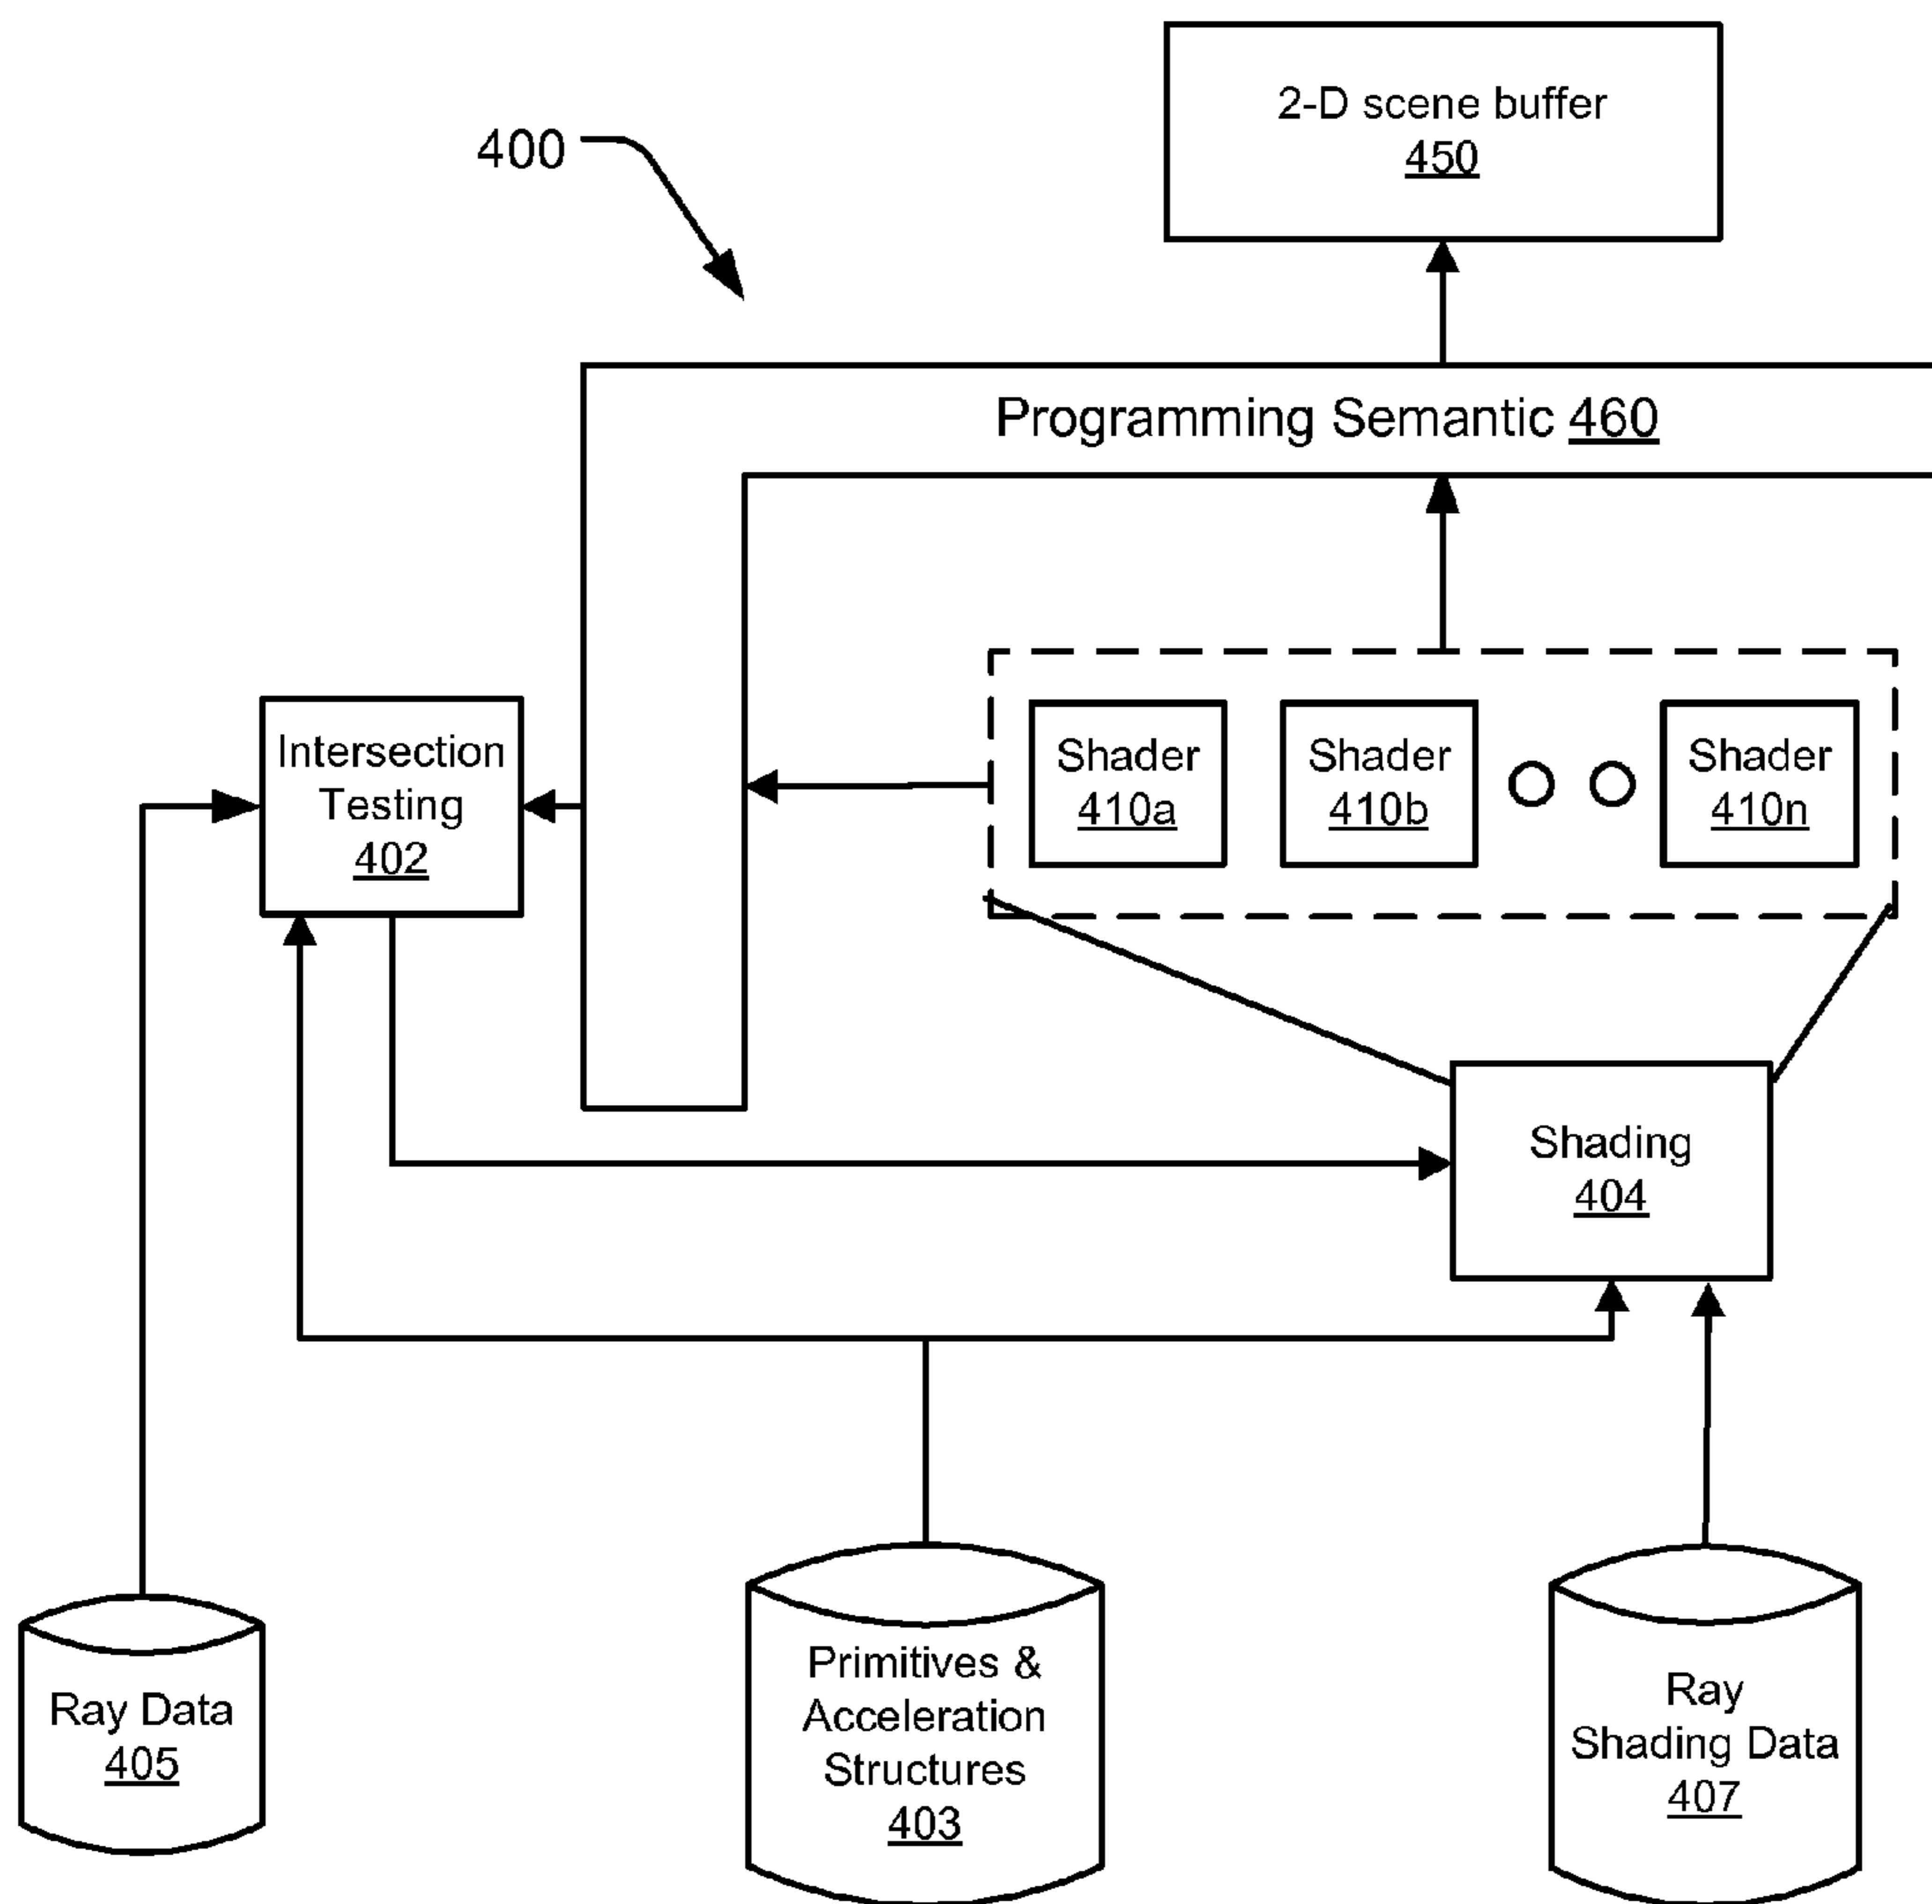 2-D scene buffer
450
400
Programming Semantic 460
Intersection
Testing
402
Shader
410a
Shader
410b
Shader
410n
Shading
404
Ray Data
405
Primitives &
Acceleration
Structures
403
Ray
Shading Data
407